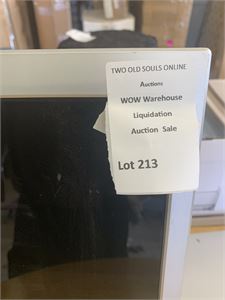 TWO OLD SOULS ONLINE
Auctions
WOW Warehouse
Liquidation
Auction Sale
Lot 213